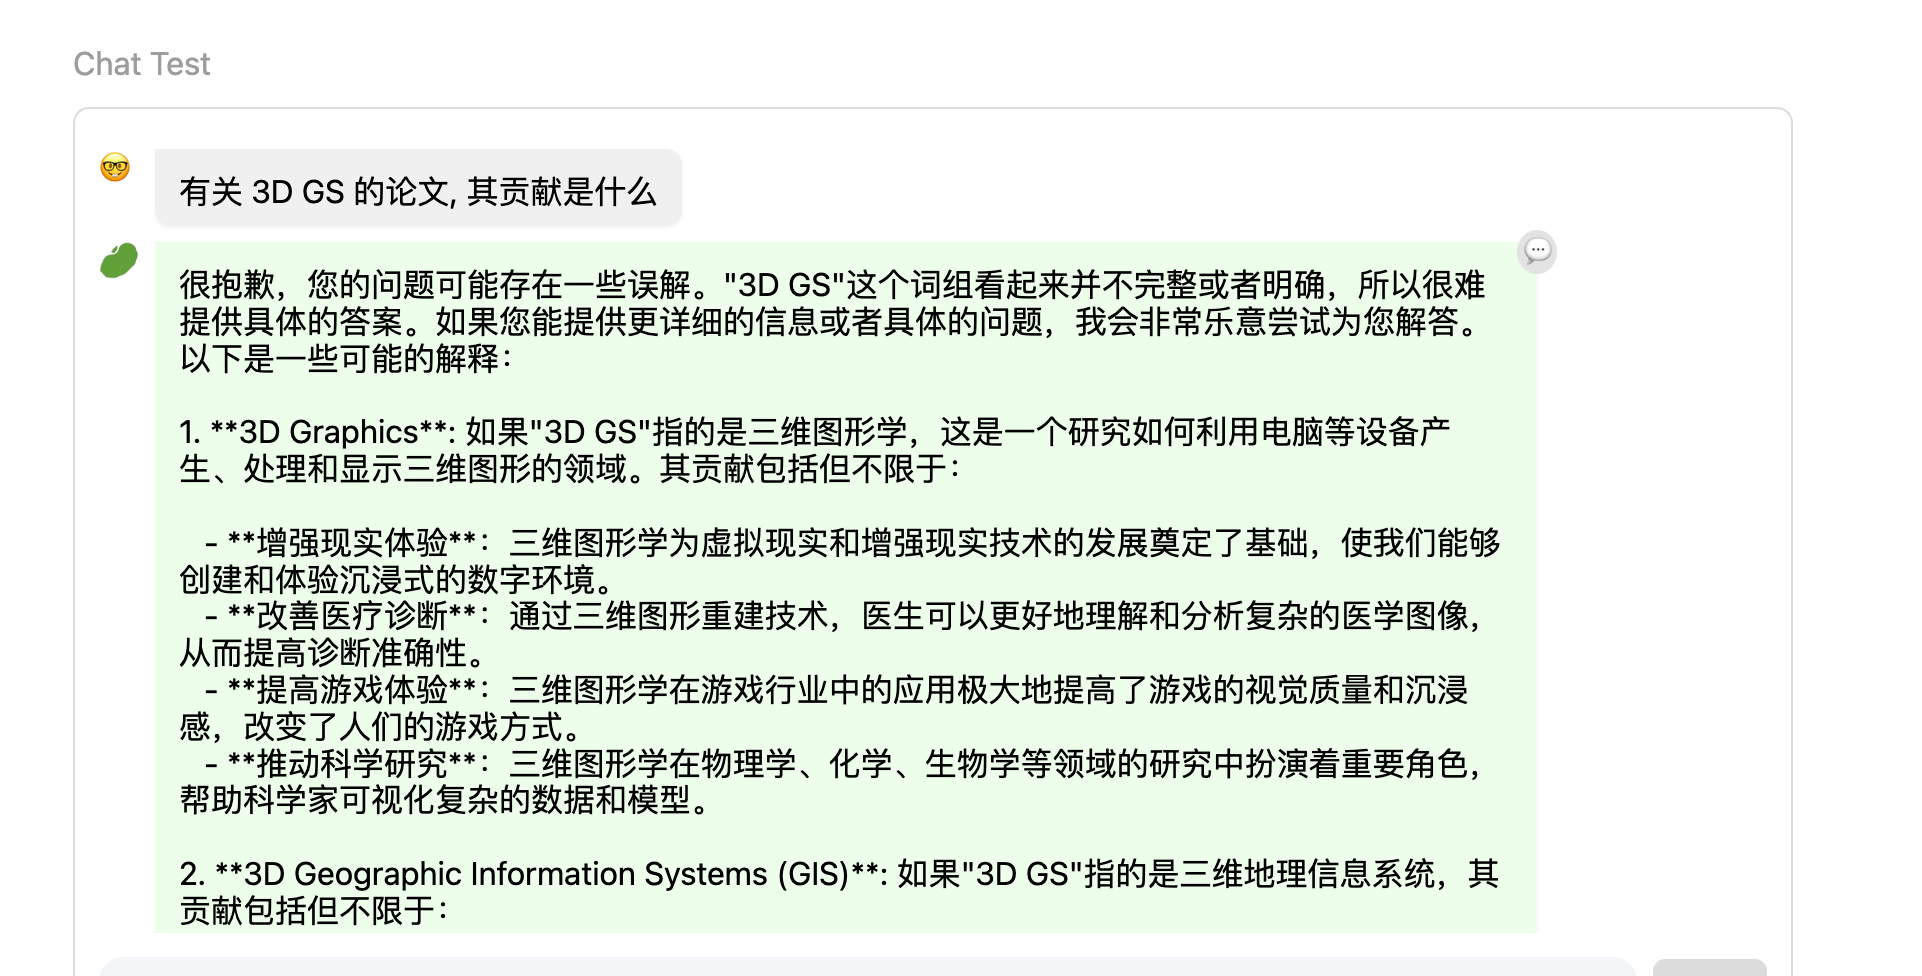 Chat Test
有关 3D GS 的论文, 其贡献是什么
很抱歉，您的问题可能存在一些误解。"3D GS"这个词组看起来并不完整或者明确，所以很难
提供具体的答案。如果您能提供更详细的信息或者具体的问题，我会非常乐意尝试为您解答。
以下是一些可能的解释：
1. **3D Graphics**: 如果"3D GS"指的是三维图形学，这是一个研究如何利用电脑等设备产
生、处理和显示三维图形的领域。其贡献包括但不限于：
- **增强现实体验**：三维图形学为虚拟现实和增强现实技术的发展奠定了基础，使我们能够
创建和体验沉浸式的数字环境。
- **改善医疗诊断**：通过三维图形重建技术，医生可以更好地理解和分析复杂的医学图像，
从而提高诊断准确性。
- **提高游戏体验**：三维图形学在游戏行业中的应用极大地提高了游戏的视觉质量和沉浸
感，改变了人们的游戏方式。
- **推动科学研究**：三维图形学在物理学、化学、生物学等领域的研究中扮演着重要角色，
帮助科学家可视化复杂的数据和模型。
2. **3D Geographic Information Systems (GIS)**: 如果"3D GS"指的是三维地理信息系统，其
贡献包括但不限于：